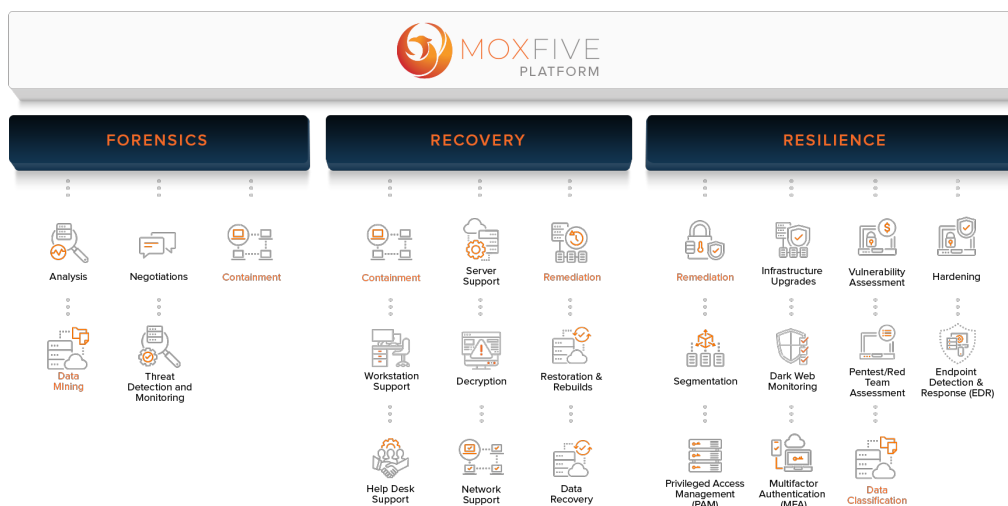 MOXFIVE
PLATFORM
FORENSICS
RECOVERY
RESILIENCE
Analysis
Negotiations
Containment
Containment
Server
Support
Remediation
Remediation
Infrastructure
Upgrades
Vulnerability
Assessment
Hardening
Data
Mining
Threat
Detection and
Monitoring
Workstation
Support
Decryption
Restoration &
Rebuilds
Segmentation
Dark Web
Monitoring
Pentest/Red
Team
Assessment
Endpoint
Detection &
Response (EDR)
Help Desk
Support
Network
Support
Data
Recovery
Privileged Access
Management
(PAM)
Multifactor
Authentication
(MFA)
Data
Classification